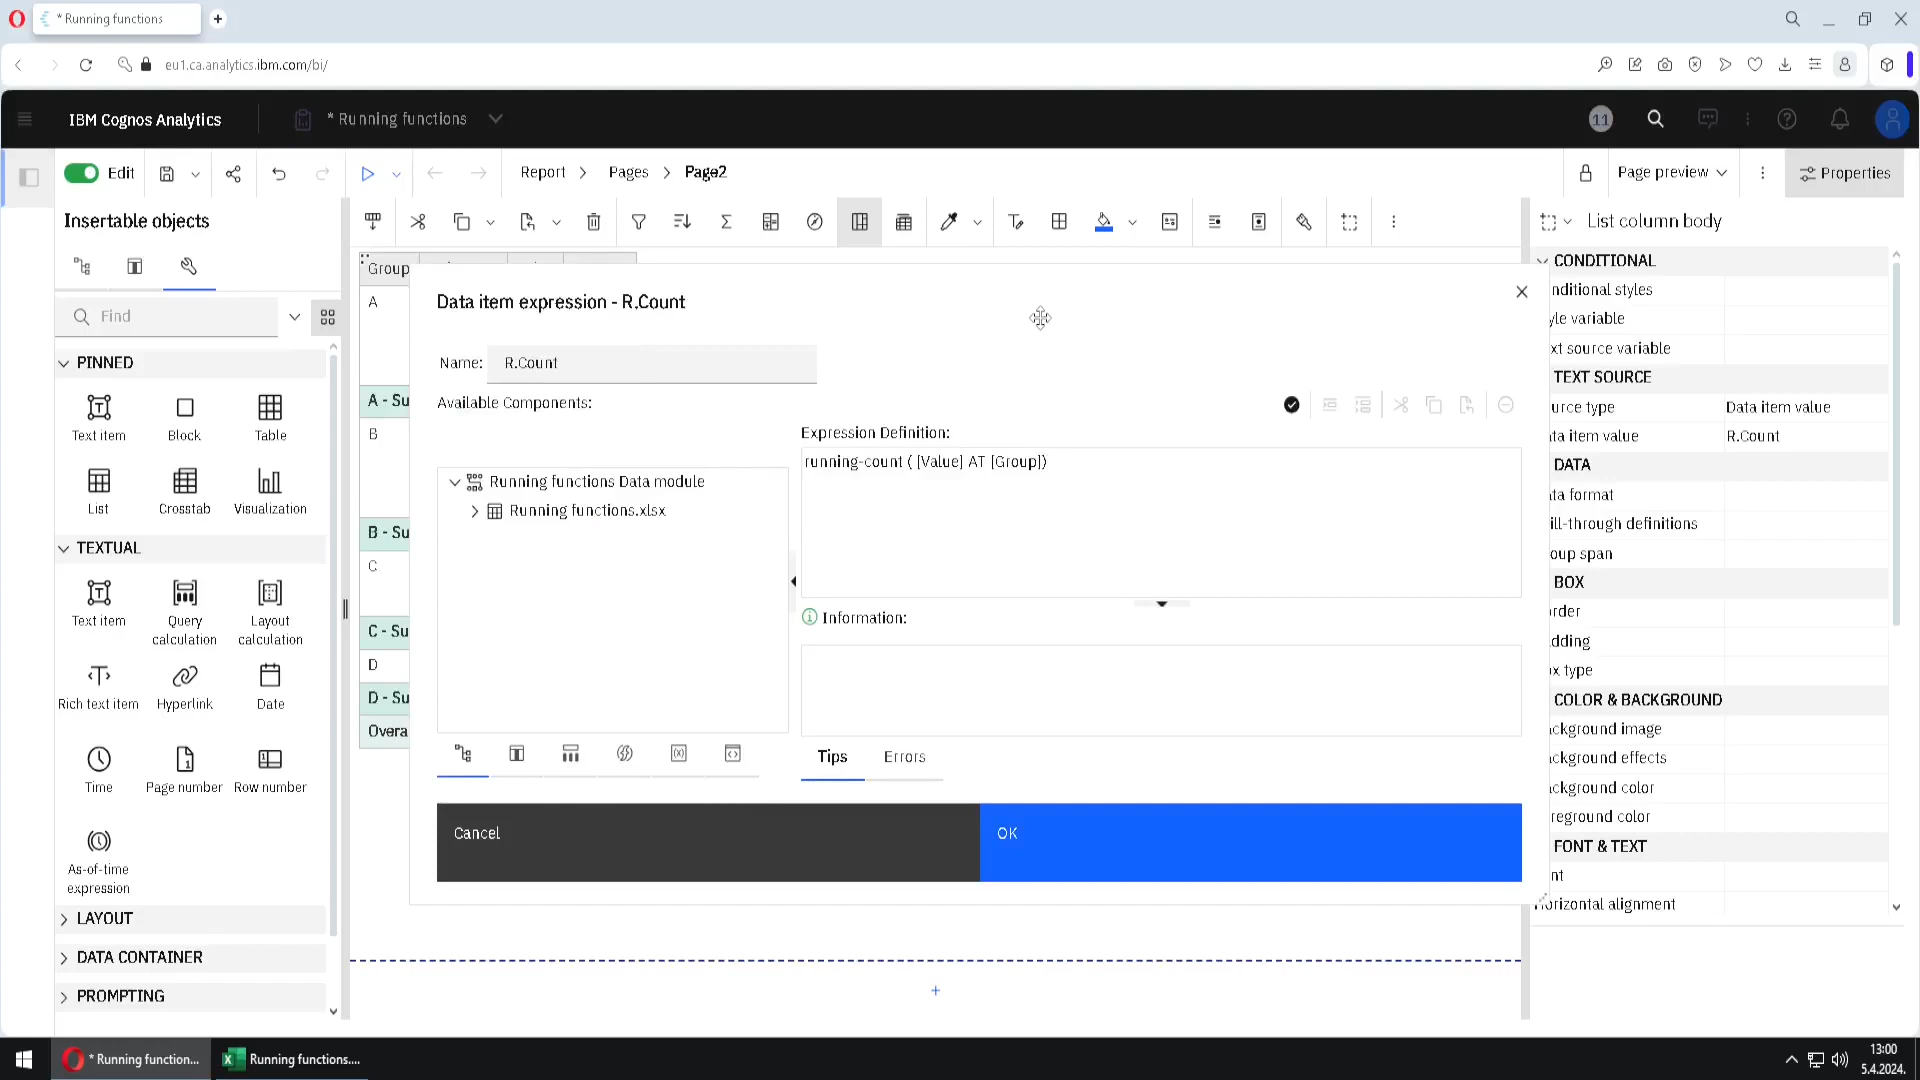 * Running functions
eu1.ca.analytics.ibm.com/bi/
IBM Cognos Analytics
* Running functions
11
Edit
Report
Pages
Page2
Page preview
Properties
Insertable objects
List column body
Find
Group
A
A - Su
B
B - Su
C
C - Su
D
D - Su
Overa
PINNED
Text item
Block
Table
List
Crosstab
Visualization
TEXTUAL
Text item
Query calculation
Layout calculation
Rich text item
Hyperlink
Date
Time
Page number
Row number
As-of-time expression
LAYOUT
DATA CONTAINER
PROMPTING
Data item expression - R.Count
Name:
R.Count
Available Components:
Running functions Data module
Running functions.xlsx
Expression Definition:
running-count ( [Value] AT [Group])
Information:
Tips
Errors
Cancel
OK
CONDITIONAL
nditional styles
yle variable
xt source variable
TEXT SOURCE
urce type
Data item value
ta item value
R.Count
DATA
ta format
ill-through definitions
oup span
BOX
rder
dding
x type
COLOR & BACKGROUND
ckground image
ckground effects
ckground color
reground color
FONT & TEXT
nt
Horizontal alignment
* Running function...
Running functions....
13:00
5.4.2024.